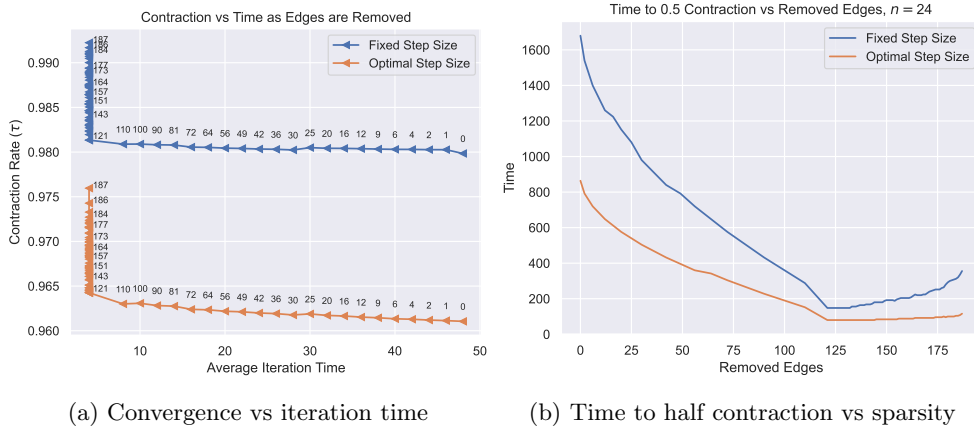 Contraction vs Time as Edges are Removed
Fixed Step Size
Optimal Step Size
187
186
184
177
173
164
157
151
143
121 110 100 90 81 72 64 56 49 42 36 30 25 20 16 12 9 6 4 2 1 0
187
186
184
177
173
164
157
151
143
121 110 100 90 81 72 64 56 49 42 36 30 25 20 16 12 9 6 4 2 1 0
Contraction Rate (τ)
0.990
0.985
0.980
0.975
0.970
0.965
0.960
10 20 30 40 50
Average Iteration Time
(a) Convergence vs iteration time
Time to 0.5 Contraction vs Removed Edges, n = 24
Fixed Step Size
Optimal Step Size
Time
1600
1400
1200
1000
800
600
400
200
0
0 25 50 75 100 125 150 175
Removed Edges
(b) Time to half contraction vs sparsity